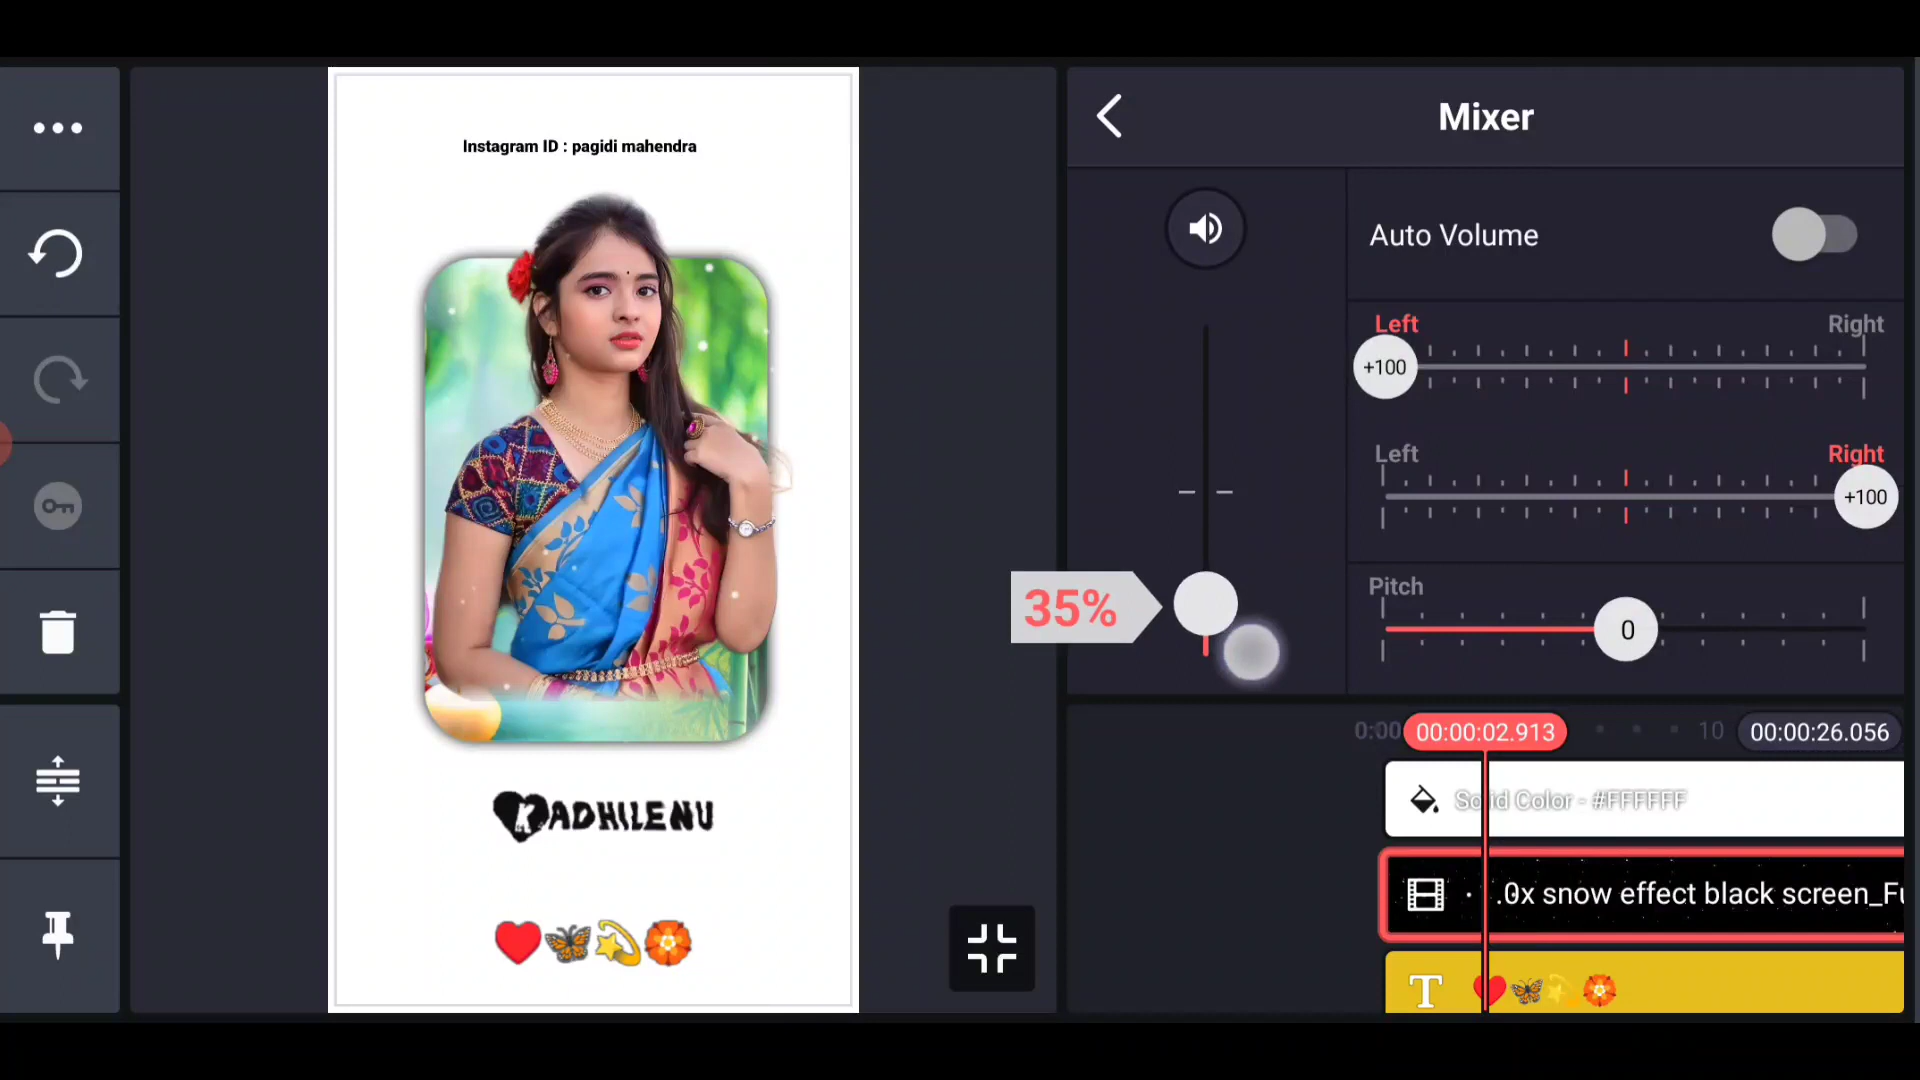 Mixer
Instagram ID : pagidi mahendra
Auto Volume
Left Right
+100
Left Right
+100
35%
Pitch
0
0:00 00:00:02.913 10 00:00:26.056
Solid Color - #FFFFFF
KADHILENU
.0x snow effect black screen_Fu
T